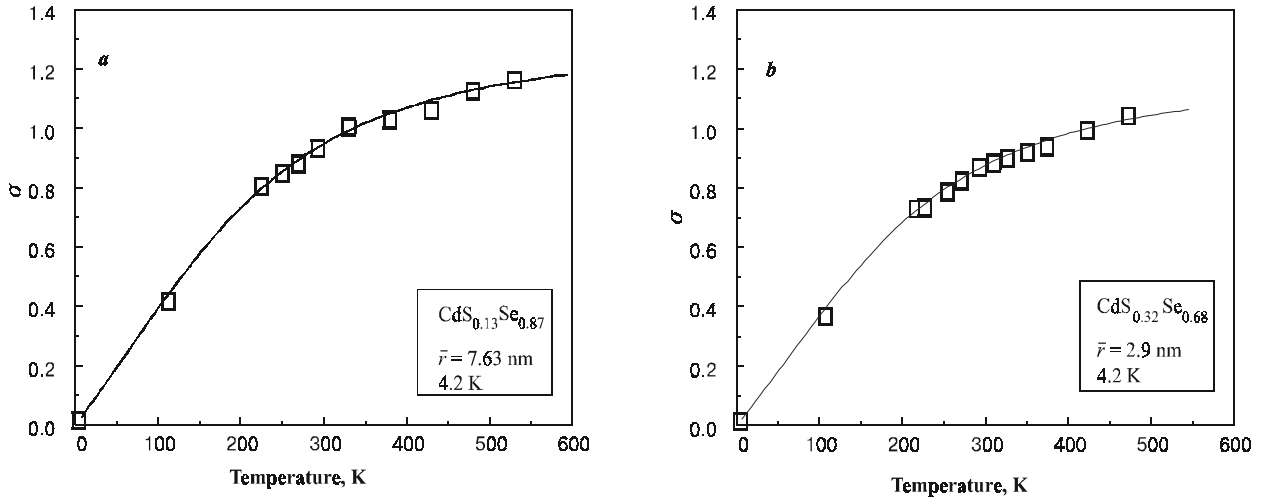 1.4
1.2
1.0
0.8
0.6
0.4
0.2
0.0
σ
a
CdS0.13Se0.87
r̄ = 7.63 nm
4.2 K
0 100 200 300 400 500 600
Temperature, K
1.4
1.2
1.0
0.8
0.6
0.4
0.2
0.0
σ
b
CdS0.32Se0.68
r̄ = 2.9 nm
4.2 K
0 100 200 300 400 500 600
Temperature, K